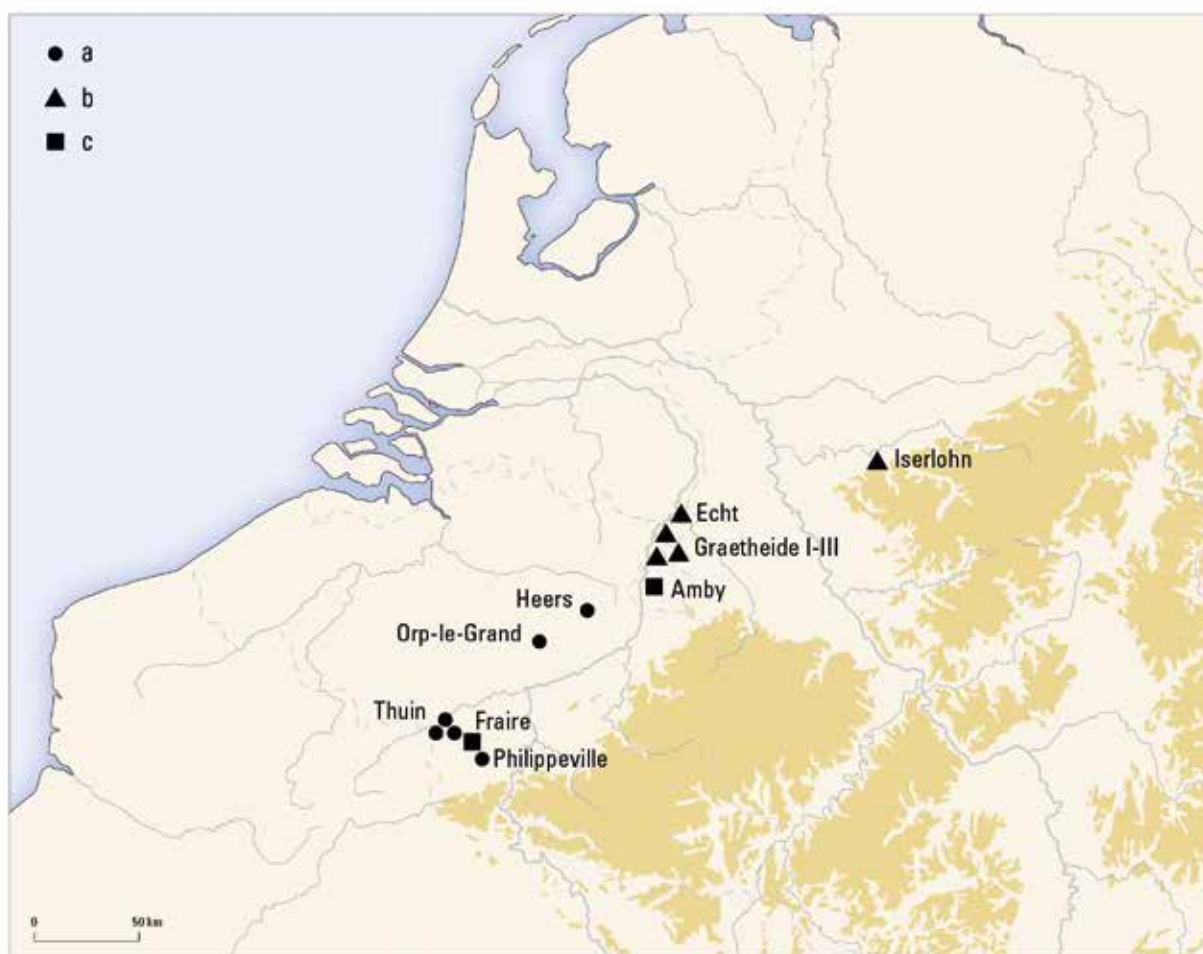 a
b
c
Iserlohn
Echt
Graetheide I-III
Amby
Heers
Orp-le-Grand
Thuin
Fraire
Philippeville
0 50 km